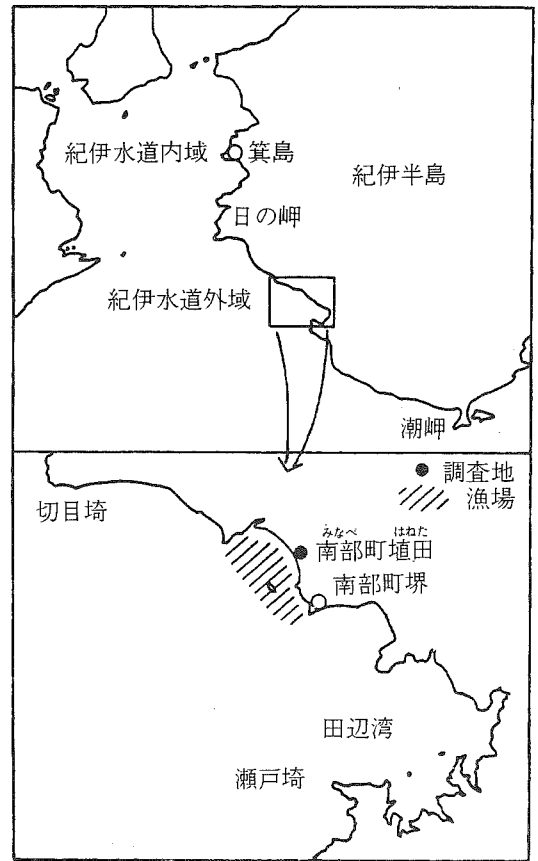 紀伊水道内域
箕島
紀伊半島
日の岬
紀伊水道外域
潮岬
調査地
漁場
切目埼
みなべ はねた
南部町埴田
南部町堺
田辺湾
瀬戸埼